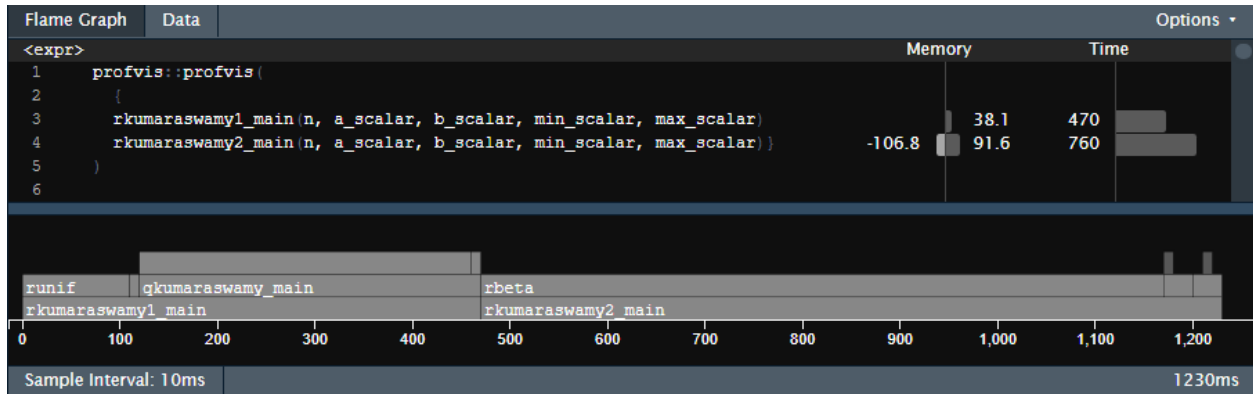 Flame Graph Data Options ▾
<expr> Memory Time
1 profvis::profvis(
2 {
3 rkumaraswamy1_main(n, a_scalar, b_scalar, min_scalar, max_scalar) 38.1 470
4 rkumaraswamy2_main(n, a_scalar, b_scalar, min_scalar, max_scalar)} -106.8 91.6 760
5 )
6
runif qkumaraswamy_main rbeta
rkumaraswamy1_main rkumaraswamy2_main
0 100 200 300 400 500 600 700 800 900 1,000 1,100 1,200
Sample Interval: 10ms 1230ms